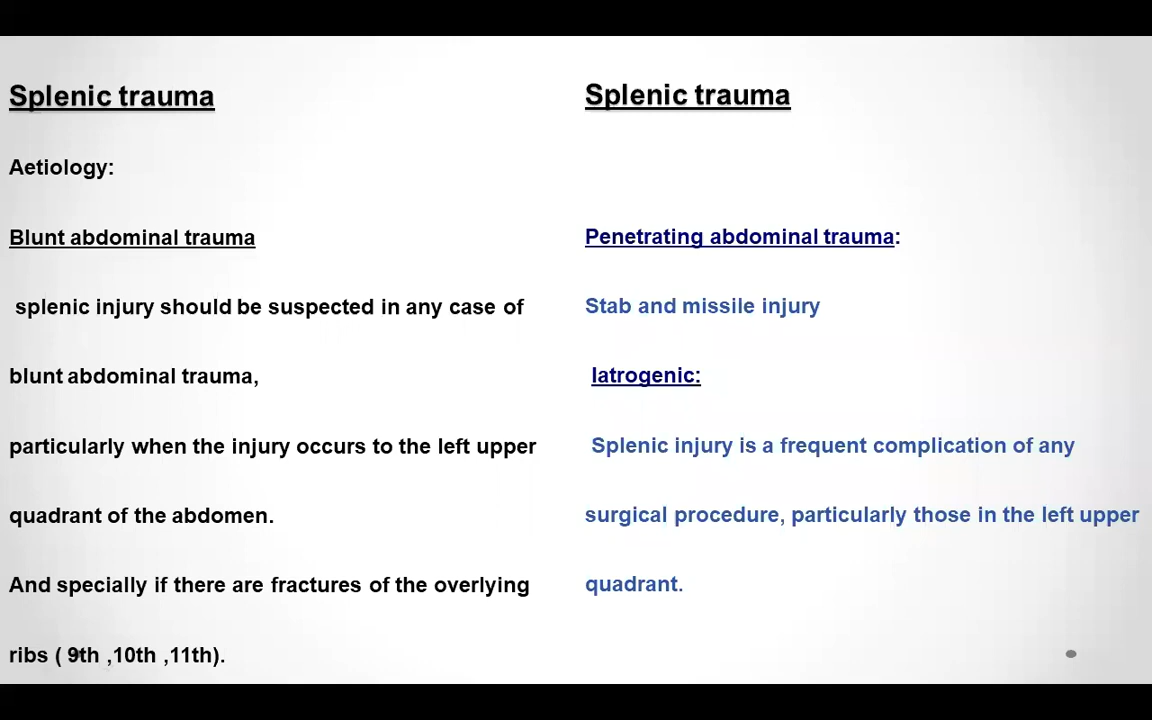 Splenic trauma
Aetiology:
Blunt abdominal trauma
splenic injury should be suspected in any case of
blunt abdominal trauma,
particularly when the injury occurs to the left upper
quadrant of the abdomen.
And specially if there are fractures of the overlying
ribs ( 9th ,10th ,11th).
Splenic trauma
Penetrating abdominal trauma:
Stab and missile injury
Iatrogenic:
Splenic injury is a frequent complication of any
surgical procedure, particularly those in the left upper
quadrant.